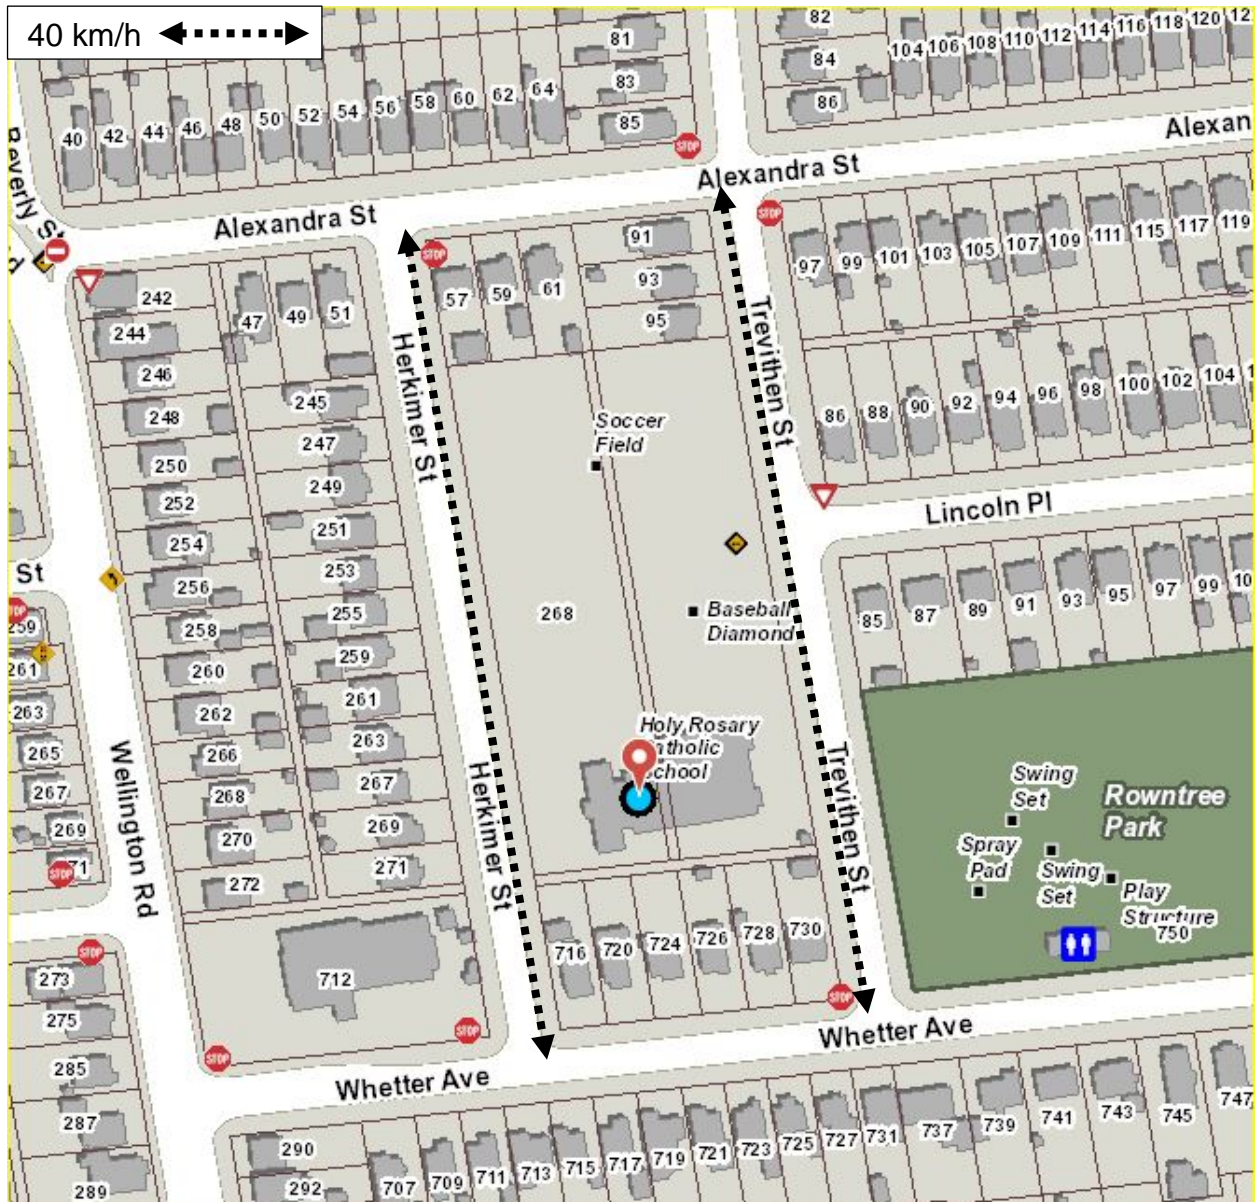 40 km/h
81
83
85
82
84
86
104 106 108 110 112 114 116 118 120 12
40 42 44 46 48 50 52 54 56 58 60 62 64
STOP
Beverly St
Alexan
Alexandra St
Alexandra St
STOP
STOP
242
244
246
248
250
252
254
256
258
260
262
266
268
270
272
47 49 51
245
247
249
251
253
255
259
261
263
267
269
271
57 59 61
91
93
95
97 99 101 103 105 107 109 111 115 117 119
Herkimer St
Trevithen St
86 88 90 92 94 96 98 100 102 104
Soccer
Field
Lincoln Pl
St
STOP
259
261
263
265
267
269
271
STOP
268
Baseball
Diamond
85 87 89 91 93 95 97 99 10
Holy Rosary
Catholic
School
Wellington Rd
Herkimer St
Trevithen St
Swing
Set
Rowntree
Park
Spray
Pad
Swing
Set
Play
Structure
750
716 720 724 726 728 730
712
STOP
STOP
STOP
STOP
273
275
285
287
289
Whetter Ave
Whetter Ave
290
292
707 709 711 713 715 717 719 721 723 725 727 731 737 739 741 743 745 747